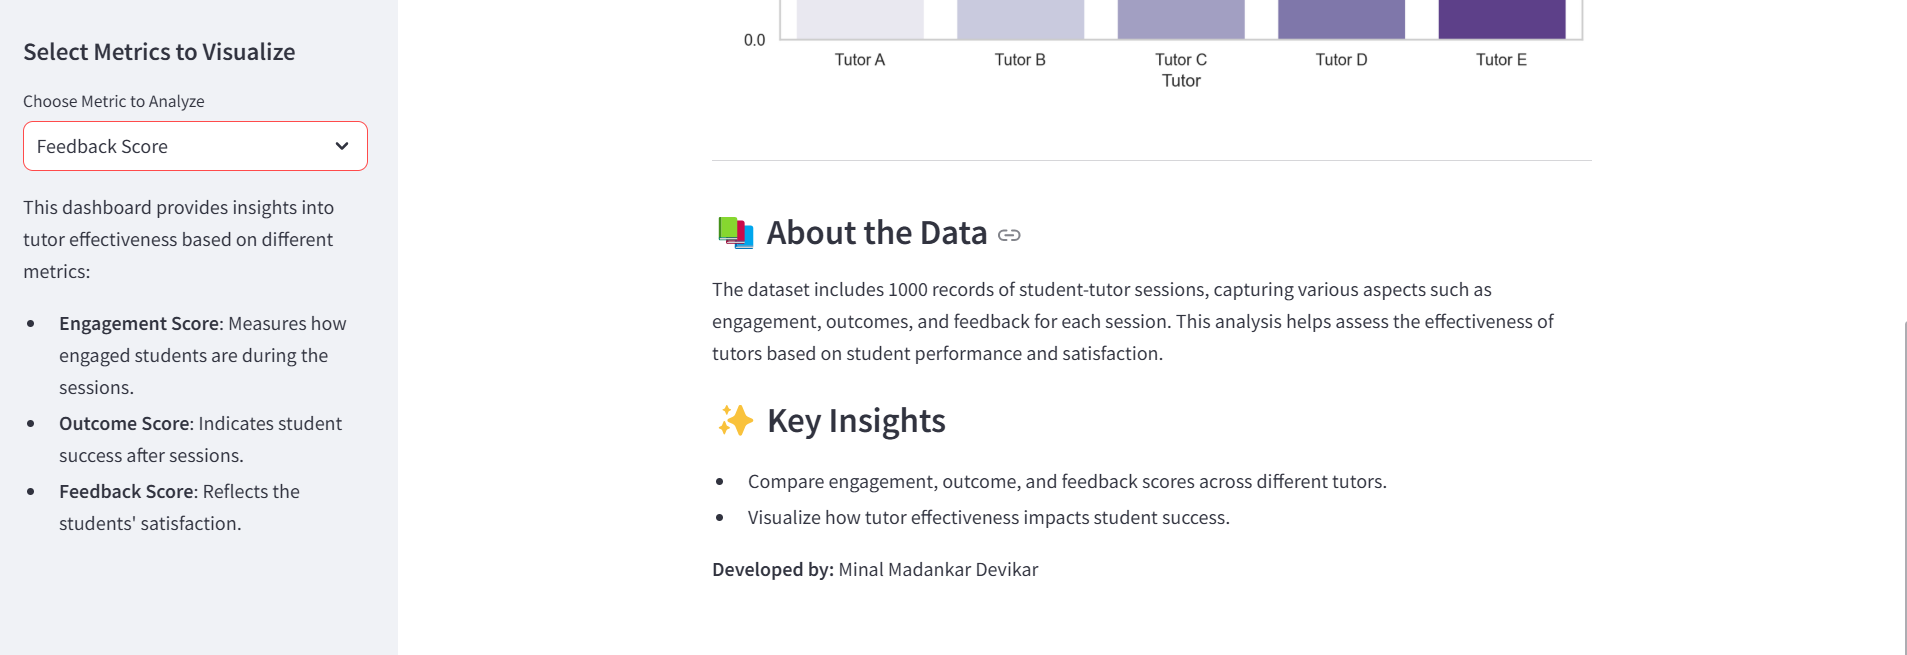 Select Metrics to Visualize
Choose Metric to Analyze
Feedback Score
This dashboard provides insights into
tutor effectiveness based on different
metrics:
Engagement Score: Measures how
engaged students are during the
sessions.
Outcome Score: Indicates student
success after sessions.
Feedback Score: Reflects the
students' satisfaction.
0.0
Tutor A Tutor B Tutor C Tutor D Tutor E
Tutor
About the Data
The dataset includes 1000 records of student-tutor sessions, capturing various aspects such as
engagement, outcomes, and feedback for each session. This analysis helps assess the effectiveness of
tutors based on student performance and satisfaction.
Key Insights
Compare engagement, outcome, and feedback scores across different tutors.
Visualize how tutor effectiveness impacts student success.
Developed by: Minal Madankar Devikar